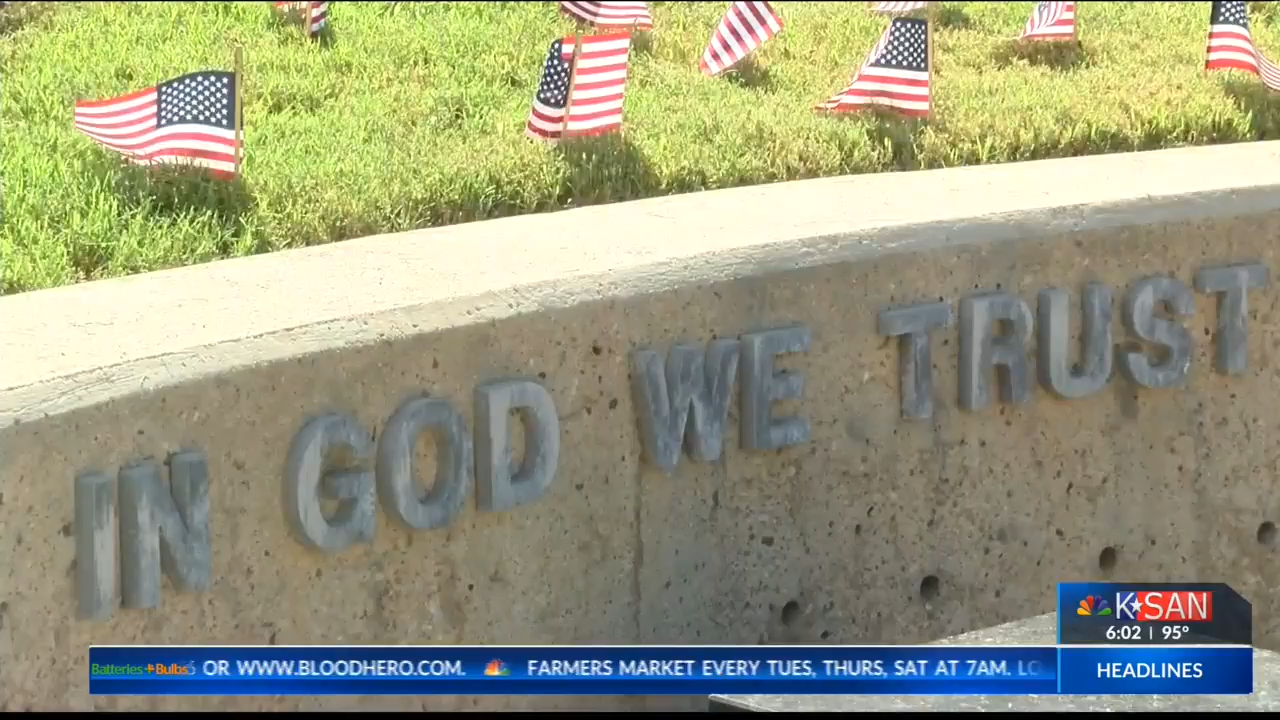 IN GOD WE TRUST
K SAN
6:02 | 95°
Batteries+Bulbs OR WWW.BLOODHERO.COM. FARMERS MARKET EVERY TUES, THURS, SAT AT 7AM.
HEADLINES